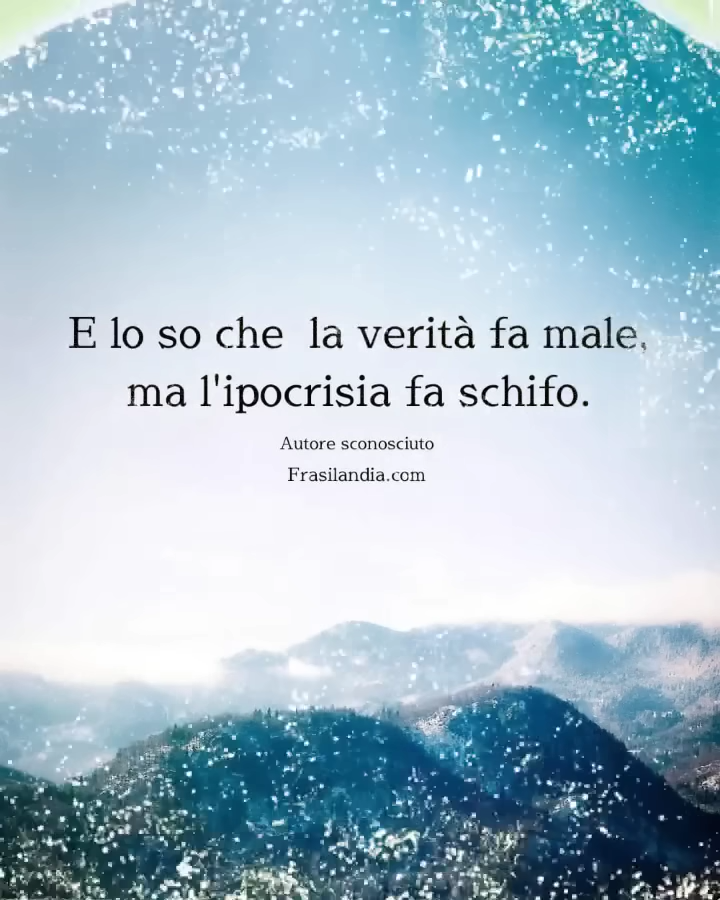 E lo so che  la verità fa male,
ma l'ipocrisia fa schifo.
Autore sconosciuto
Frasilandia.com